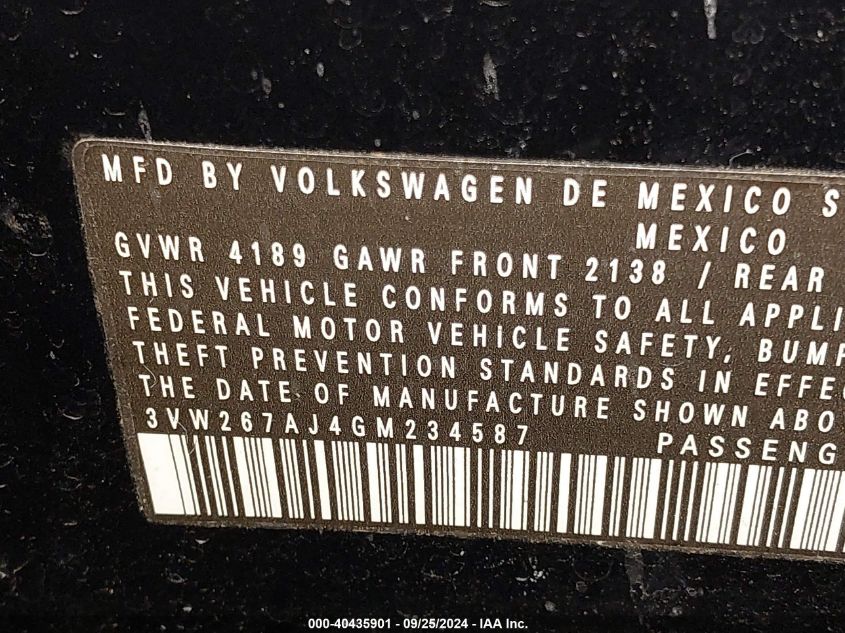 MFD BY VOLKSWAGEN DE MEXICO S
MEXICO
GVWR 4189 GAWR FRONT 2138 / REAR
THIS VEHICLE CONFORMS TO ALL APPLI
FEDERAL MOTOR VEHICLE SAFETY, BUMP
THEFT PREVENTION STANDARDS IN EFFEC
THE DATE OF MANUFACTURE SHOWN ABO
3VW267AJ4GM234587 PASSENG
000-40435901 - 09/25/2024 - IAA Inc.